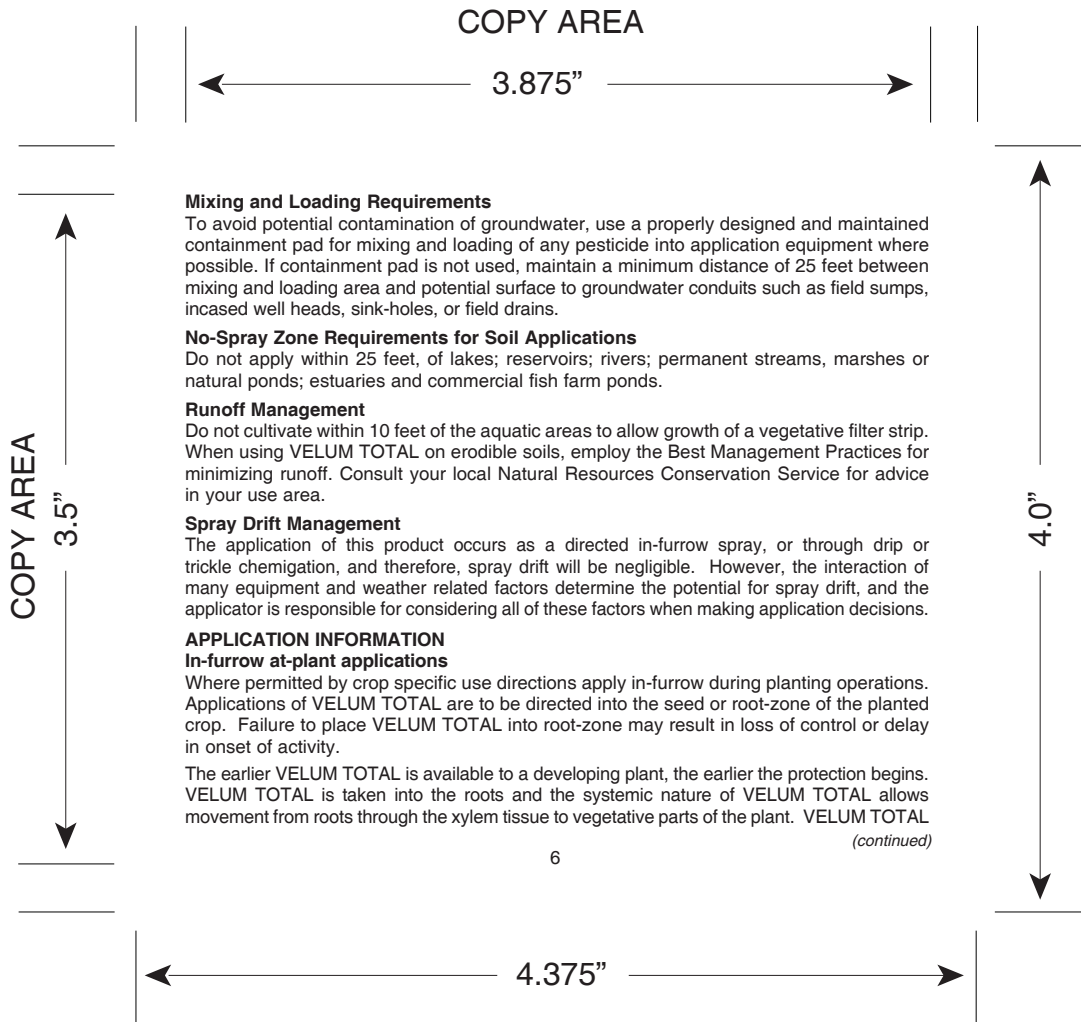 COPY AREA
3.875”
COPY AREA
3.5”
4.0”
Mixing and Loading Requirements
To avoid potential contamination of groundwater, use a properly designed and maintained
containment pad for mixing and loading of any pesticide into application equipment where
possible. If containment pad is not used, maintain a minimum distance of 25 feet between
mixing and loading area and potential surface to groundwater conduits such as field sumps,
incased well heads, sink-holes, or field drains.
No-Spray Zone Requirements for Soil Applications
Do not apply within 25 feet, of lakes; reservoirs; rivers; permanent streams, marshes or
natural ponds; estuaries and commercial fish farm ponds.
Runoff Management
Do not cultivate within 10 feet of the aquatic areas to allow growth of a vegetative filter strip.
When using VELUM TOTAL on erodible soils, employ the Best Management Practices for
minimizing runoff. Consult your local Natural Resources Conservation Service for advice
in your use area.
Spray Drift Management
The application of this product occurs as a directed in-furrow spray, or through drip or
trickle chemigation, and therefore, spray drift will be negligible.  However, the interaction of
many equipment and weather related factors determine the potential for spray drift, and the
applicator is responsible for considering all of these factors when making application decisions.
APPLICATION INFORMATION
In-furrow at-plant applications
Where permitted by crop specific use directions apply in-furrow during planting operations.
Applications of VELUM TOTAL are to be directed into the seed or root-zone of the planted
crop.  Failure to place VELUM TOTAL into root-zone may result in loss of control or delay
in onset of activity.
The earlier VELUM TOTAL is available to a developing plant, the earlier the protection begins.
VELUM TOTAL is taken into the roots and the systemic nature of VELUM TOTAL allows
movement from roots through the xylem tissue to vegetative parts of the plant.  VELUM TOTAL
(continued)
6
4.375”